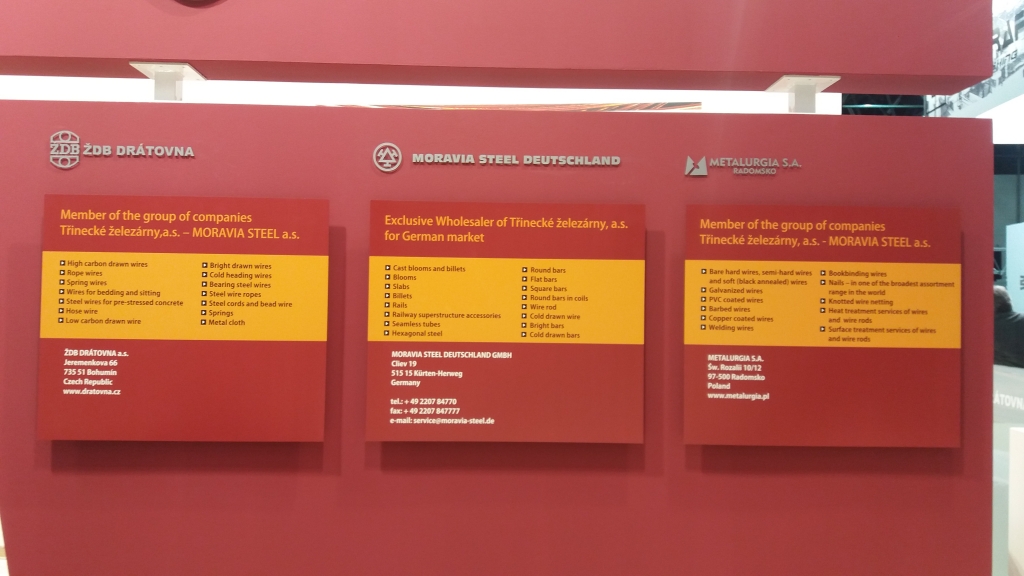 ŽDB
ŽDB DRÁTOVNA
Member of the group of companies
Třinecké železárny,a.s. – MORAVIA STEEL a.s.
High carbon drawn wires
Rope wires
Spring wires
Wires for bedding and sitting
Steel wires for pre-stressed concrete
Hose wire
Low carbon drawn wire
Bright drawn wires
Cold heading wires
Bearing steel wires
Steel wire ropes
Steel cords and bead wire
Springs
Metal cloth
ŽDB DRÁTOVNA a.s.
Jeremenkova 66
735 51 Bohumín
Czech Republic
www.dratovna.cz
MORAVIA STEEL DEUTSCHLAND
Exclusive Wholesaler of Třinecké železárny, a.s.
for German market
Cast blooms and billets
Blooms
Slabs
Billets
Rails
Railway superstructure accessories
Seamless tubes
Hexagonal steel
Round bars
Flat bars
Square bars
Round bars in coils
Wire rod
Cold drawn wire
Bright bars
Cold drawn bars
MORAVIA STEEL DEUTSCHLAND GMBH
Cliev 19
515 15 Kürten-Herweg
Germany
tel.: + 49 2207 84770
fax: + 49 2207 847777
e-mail: service@moravia-steel.de
METALURGIA S.A.
RADOMSKO
Member of the group of companies
Třinecké železárny, a.s. - MORAVIA STEEL a.s.
Bare hard wires, semi-hard wires
and soft (black annealed) wires
Galvanized wires
PVC coated wires
Barbed wires
Copper coated wires
Welding wires
Bookbinding wires
Nails – in one of the broadest assortment
range in the world
Knotted wire netting
Heat treatment services of wires
and wire rods
Surface treatment services of wires
and wire rods
METALURGIA S.A.
Św. Rozalii 10/12
97-500 Radomsko
Poland
www.metalurgia.pl